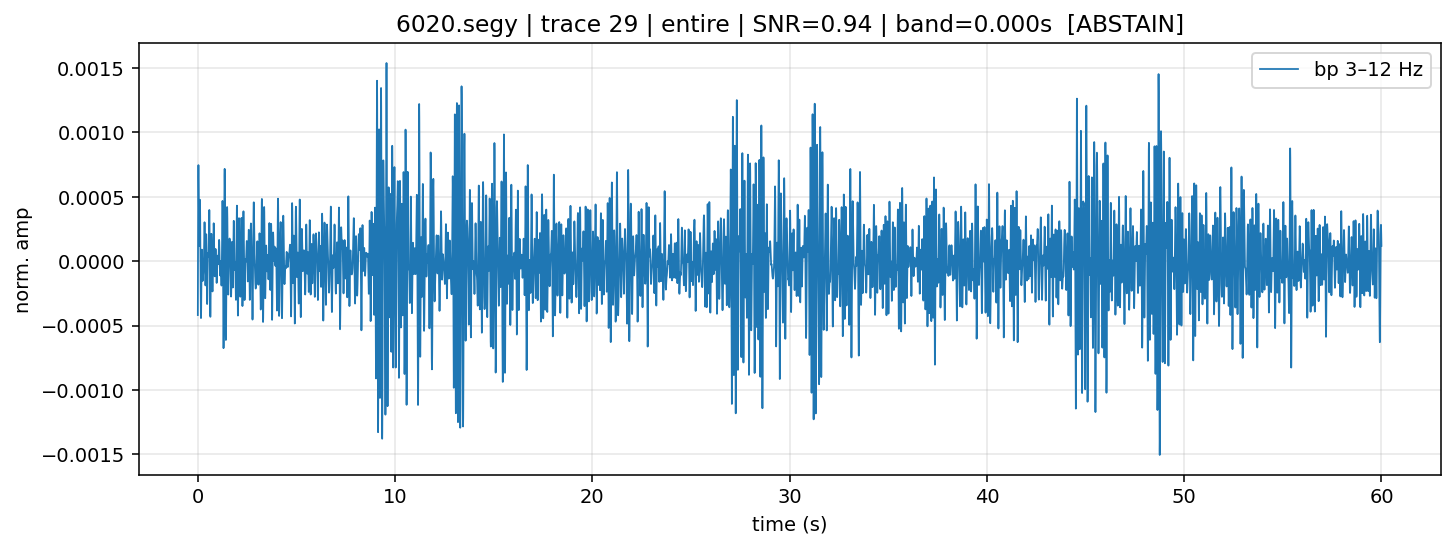 6020.segy | trace 29 | entire | SNR=0.94 | band=0.000s  [ABSTAIN]
bp 3–12 Hz
norm. amp
0.0015
0.0010
0.0005
0.0000
−0.0005
−0.0010
−0.0015
0 10 20 30 40 50 60
time (s)